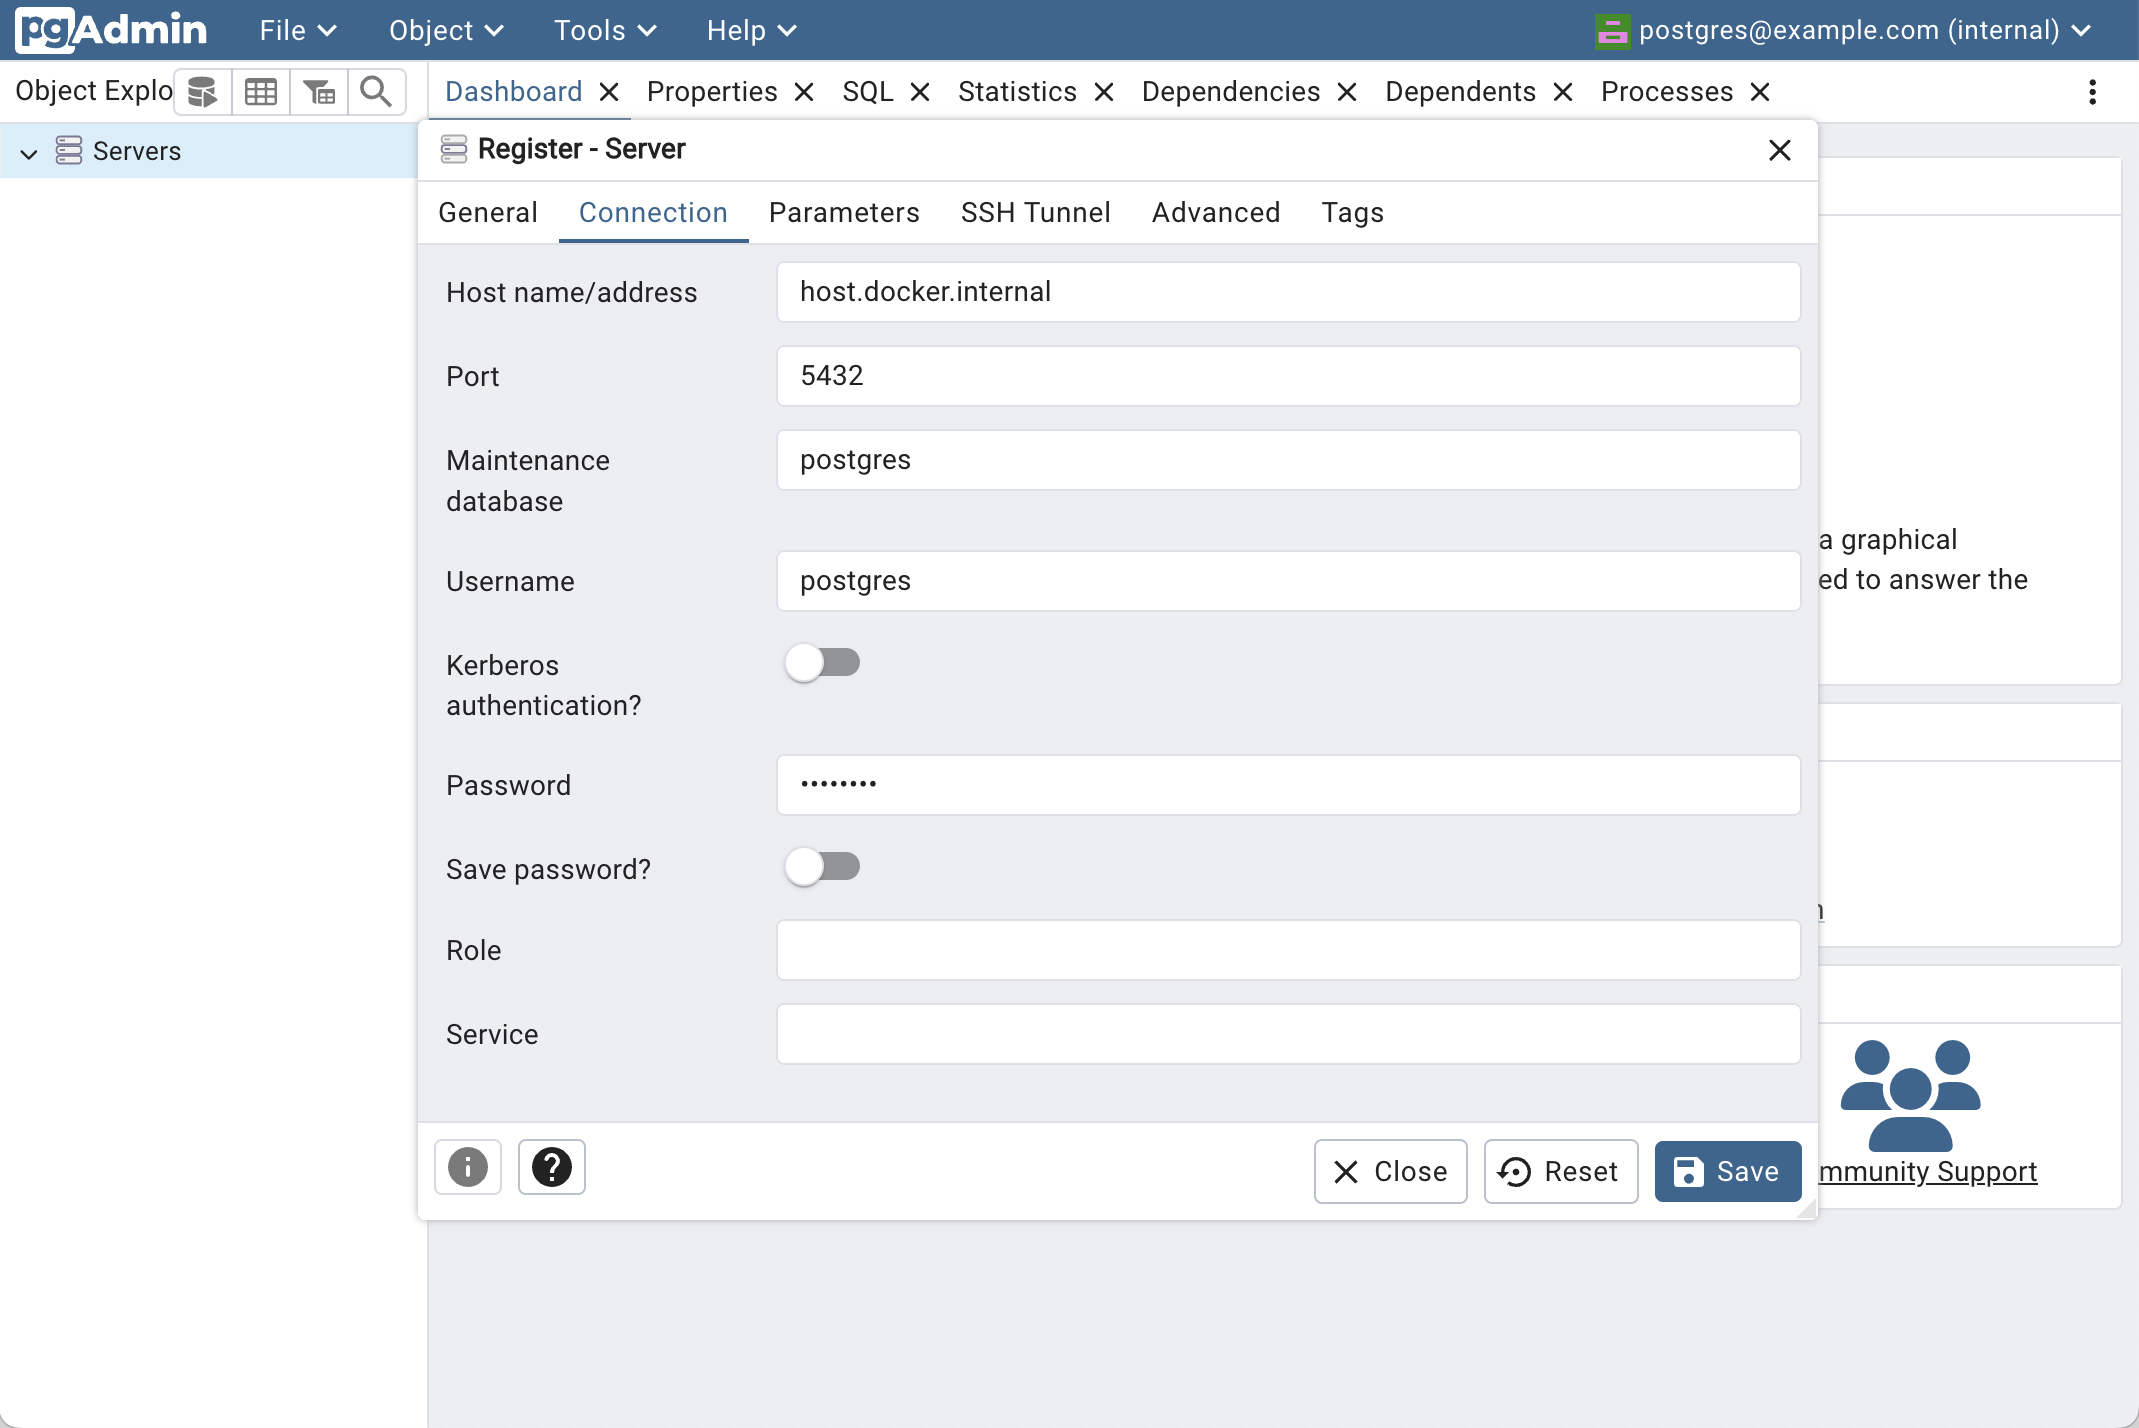 pgAdmin File Object Tools Help postgres@example.com (internal)
Object Explo Dashboard Properties SQL Statistics Dependencies Dependents Processes
Servers
Register - Server
General Connection Parameters SSH Tunnel Advanced Tags
Host name/address host.docker.internal
Port 5432
Maintenance
database
postgres
Username postgres
Kerberos
authentication?
Password ••••••••
Save password?
Role
Service
Close Reset Save
a graphical
ed to answer the
mmunity Support